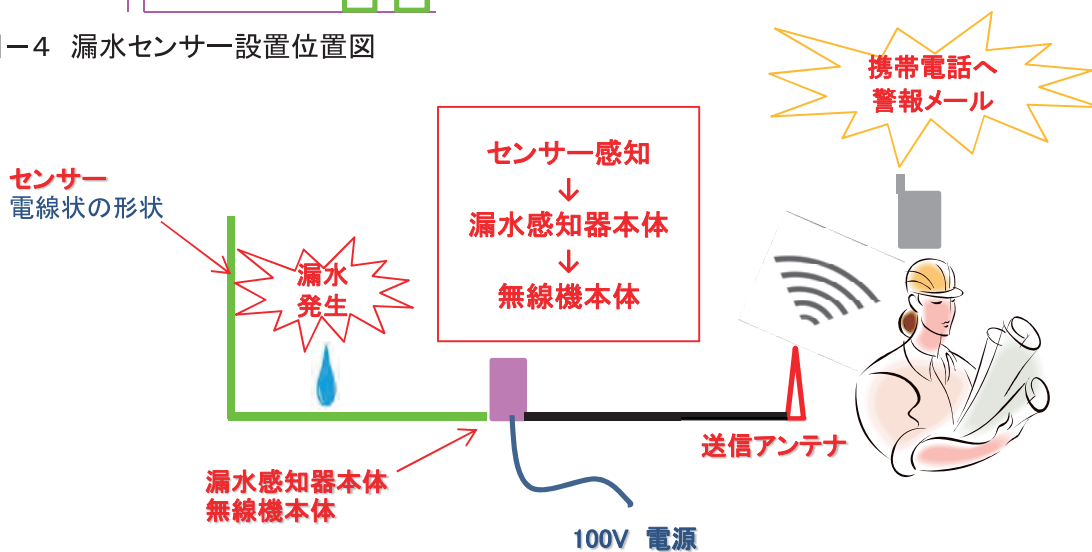 －4 漏水センサー設置位置図
携帯電話へ
警報メール
センサー感知
↓
漏水感知器本体
↓
無線機本体
センサー
電線状の形状
漏水
発生
送信アンテナ
漏水感知器本体
無線機本体
100V 電源